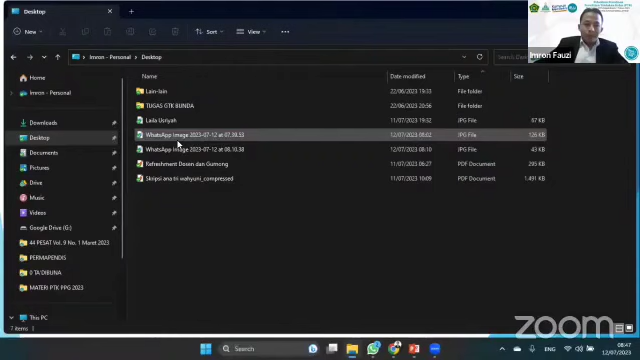 Desktop
New
Sort
View
Imron - Personal > Desktop
Imron Fauzi
Home
Imron - Personal
Downloads
Desktop
Documents
Pictures
Drive
Music
Videos
Google Drive (G:)
44 PESAT Vol. 9 No. 1 Maret 2023
PERMAPENDIS
0 TA'DIBUNA
MATERI PTK PPG 2023
This PC
Name Date modified Type Size
Lain-lain 22/06/2023 19:33 File folder
TUGAS GTK BUNDA 22/06/2023 20:56 File folder
Laila Usriyah 11/07/2023 19:52 JPG File 87 KB
WhatsApp Image 2023-07-12 at 07.39.53 12/07/2023 08:02 JPG File 126 KB
WhatsApp Image 2023-07-12 at 08.10.38 12/07/2023 08:10 JPG File 43 KB
Refreshment Dosen dan Gumong 11/07/2023 08:27 PDF Document 295 KB
Skripsi ana tri wahyuni_compressed 11/07/2023 10:09 PDF Document 1.491 KB
7 items
zoom
Search
ENG
08:47
12/07/2023